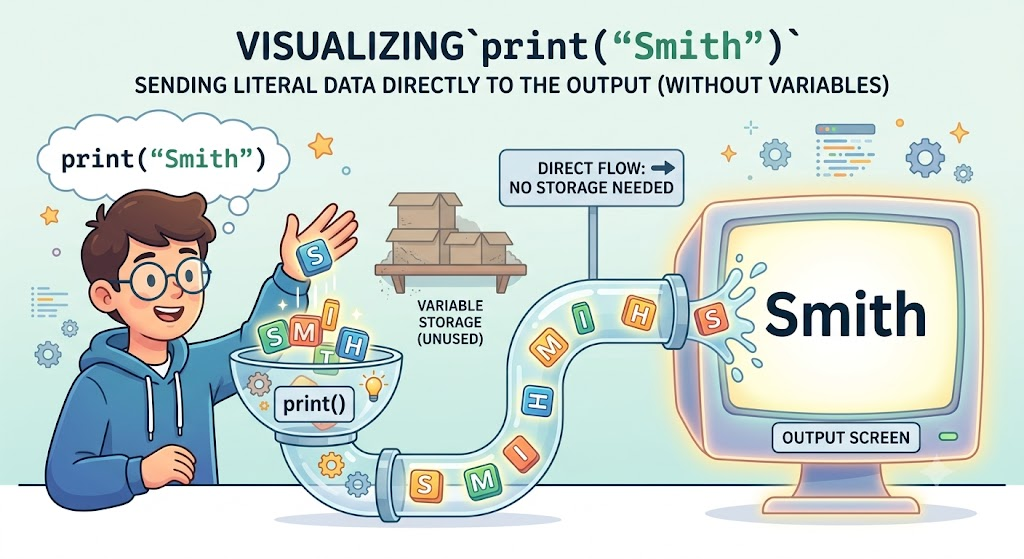 VISUALIZING`print(“Smith”)`
SENDING LITERAL DATA DIRECTLY TO THE OUTPUT (WITHOUT VARIABLES)
print(“Smith”)
DIRECT FLOW: →
NO STORAGE NEEDED
VARIABLE
STORAGE
(UNUSED)
S
I
S M H
T
print()
S M I H M I H S
Smith
OUTPUT SCREEN